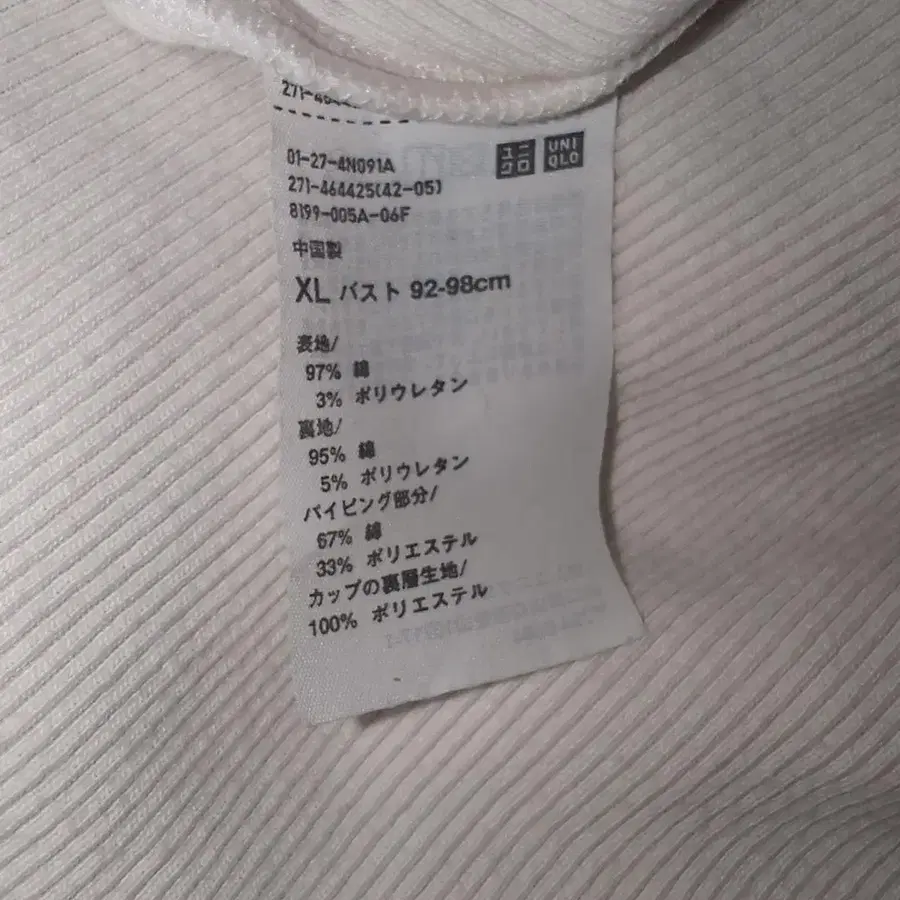 ユニクロ UNIQLO
01-27-4N091A
271-464425(42-05)
8199-005A-06F
中国製
XL バスト 92-98cm
表地/
97% 綿
3% ポリウレタン
裏地/
95% 綿
5% ポリウレタン
パイピング部分/
67% 綿
33% ポリエステル
カップの裏層生地/
100% ポリエステル